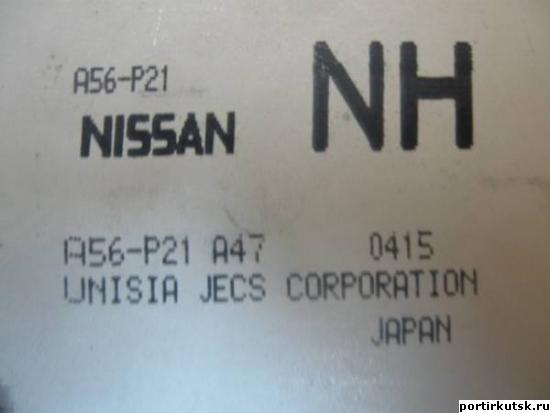 A56-P21
NISSAN NH
A56-P21 A47 0415
UNISIA JECS CORPORATION
JAPAN
portirkutsk.ru